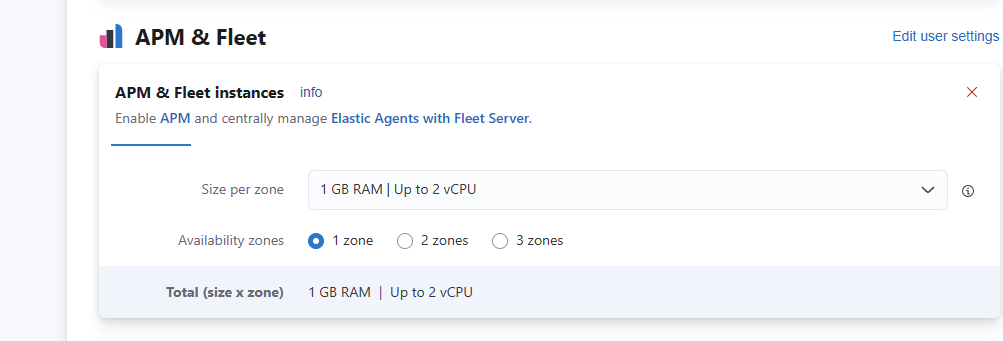 APM & Fleet
Edit user settings
APM & Fleet instances info
Enable APM and centrally manage Elastic Agents with Fleet Server.
Size per zone 1 GB RAM | Up to 2 vCPU
Availability zones 1 zone 2 zones 3 zones
Total (size x zone) 1 GB RAM | Up to 2 vCPU